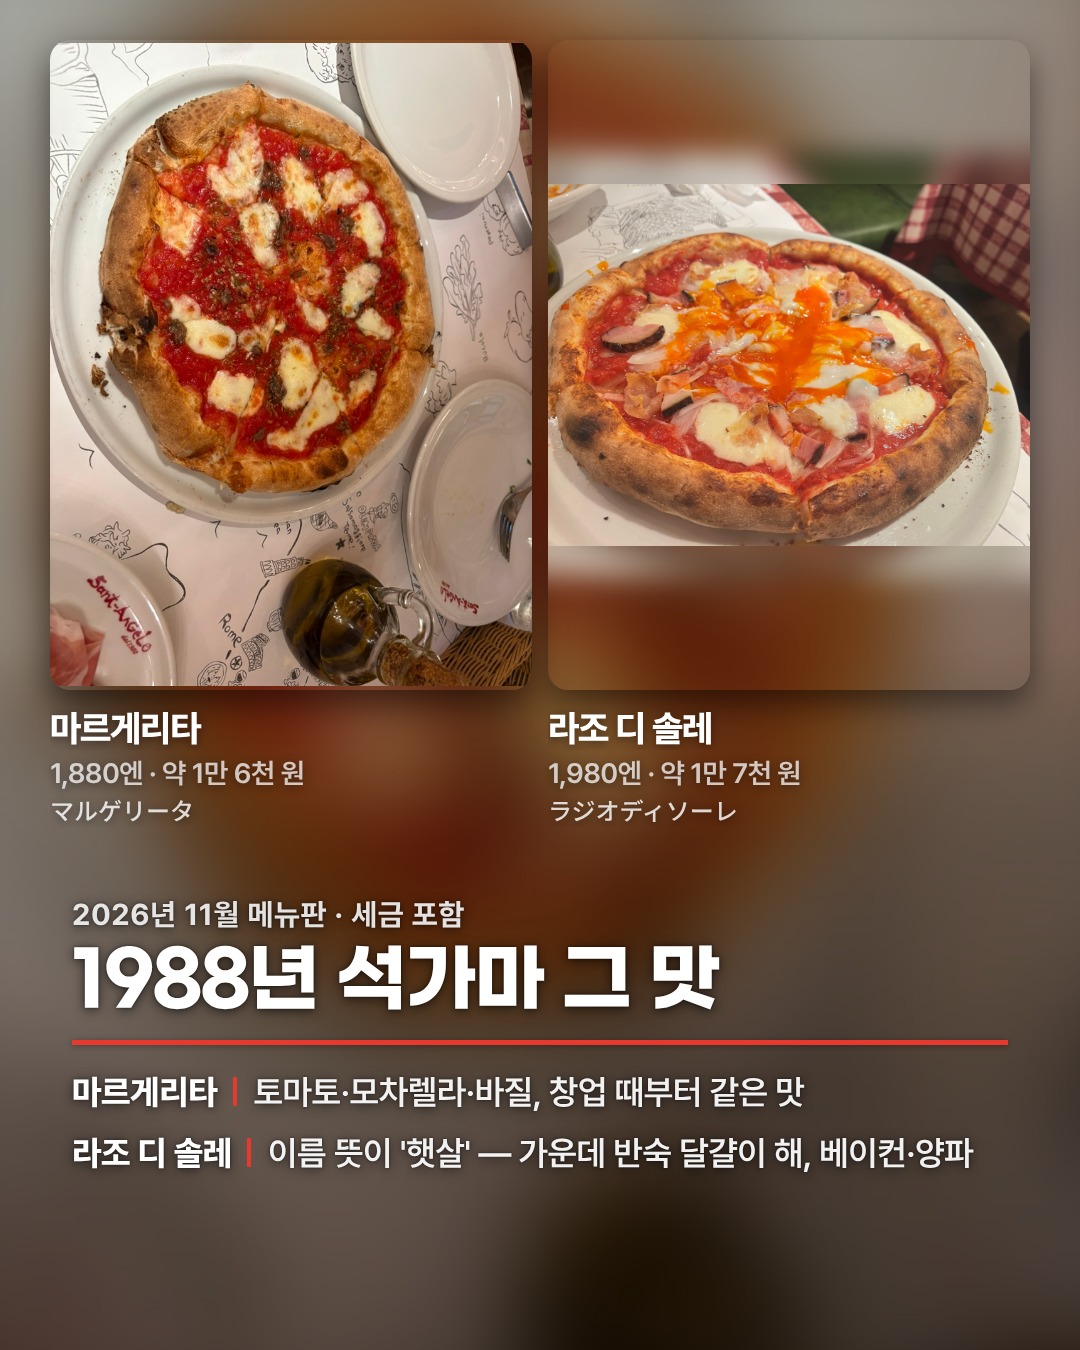 Sant-Angelo
Rome
마르게리타
1,880엔 · 약 1만 6천 원
マルゲリータ
라조 디 솔레
1,980엔 · 약 1만 7천 원
ラジオディソーレ
2026년 11월 메뉴판 · 세금 포함
1988년 석가마 그 맛
마르게리타 | 토마토·모차렐라·바질, 창업 때부터 같은 맛
라조 디 솔레 | 이름 뜻이 '햇살' — 가운데 반숙 달걀이 해, 베이컨·양파